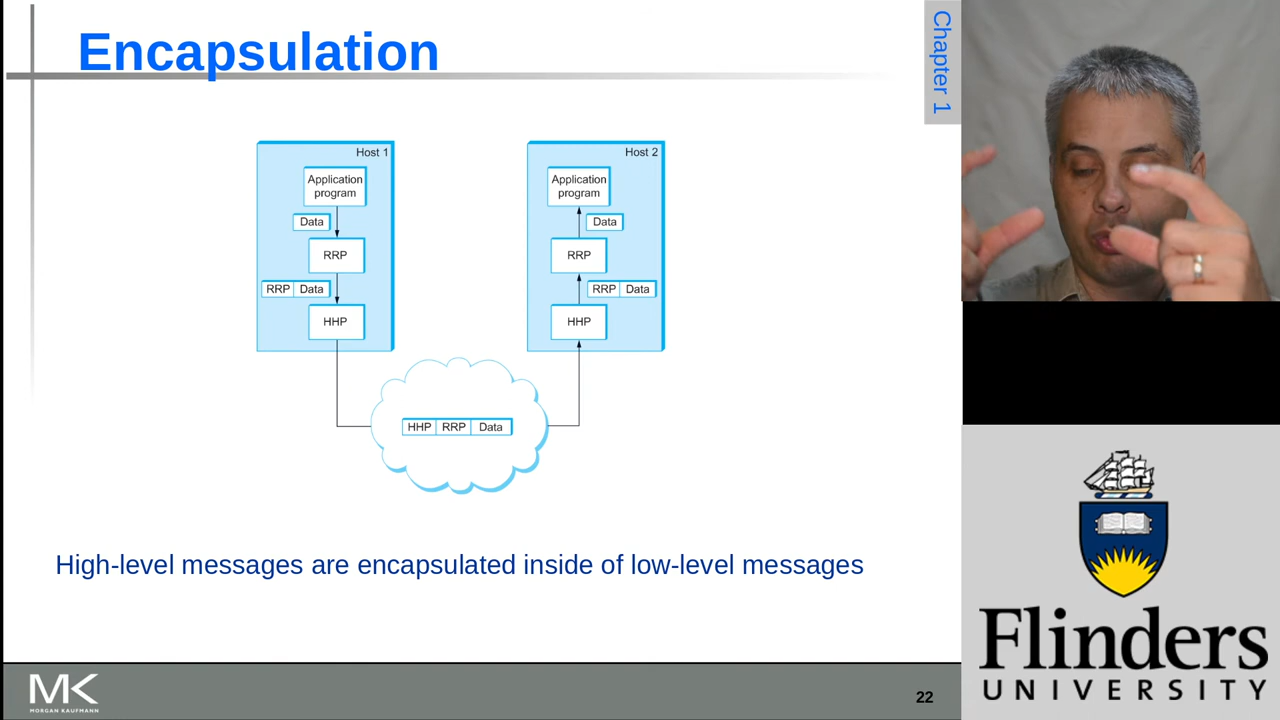 Encapsulation
Chapter 1
Host 1
Application
program
Data
RRP
RRP Data
HHP
Host 2
Application
program
Data
RRP
RRP Data
HHP
HHP RRP Data
High-level messages are encapsulated inside of low-level messages
MK
MORGAN KAUFMANN
22
Flinders
UNIVERSITY